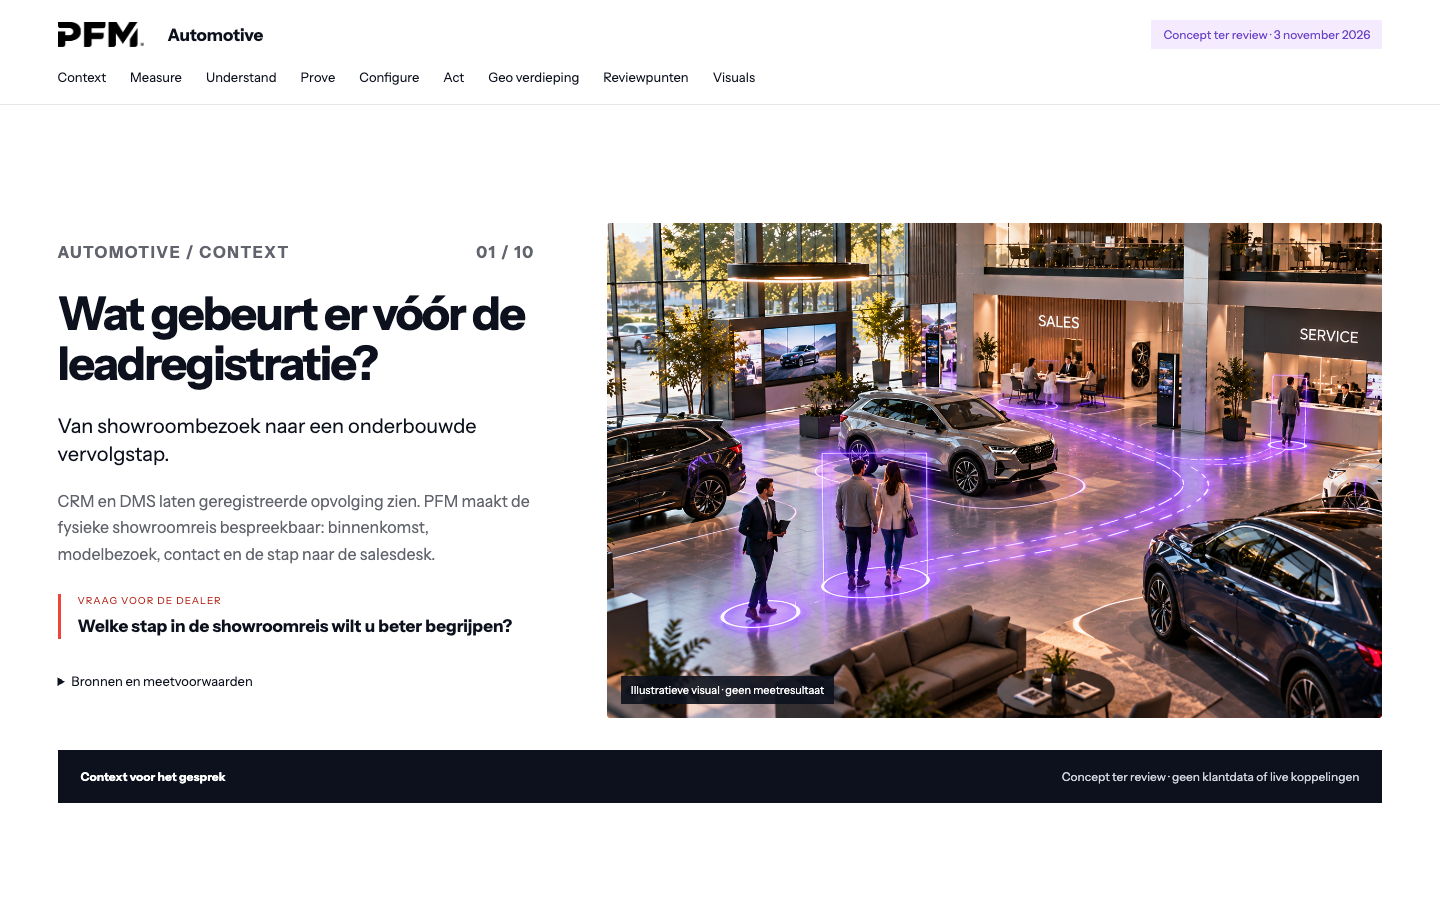 PFM.
Automotive
Concept ter review · 3 november 2026
Context Measure Understand Prove Configure Act Geo verdieping Reviewpunten Visuals
AUTOMOTIVE / CONTEXT 01 / 10
Wat gebeurt er vóór de
leadregistratie?
Van showroombezoek naar een onderbouwde
vervolgstap.
CRM en DMS laten geregistreerde opvolging zien. PFM maakt de
fysieke showroomreis bespreekbaar: binnenkomst,
modelbezoek, contact en de stap naar de salesdesk.
VRAAG VOOR DE DEALER
Welke stap in de showroomreis wilt u beter begrijpen?
Bronnen en meetvoorwaarden
SALES
SERVICE
Illustratieve visual · geen meetresultaat
Context voor het gesprek
Concept ter review · geen klantdata of live koppelingen